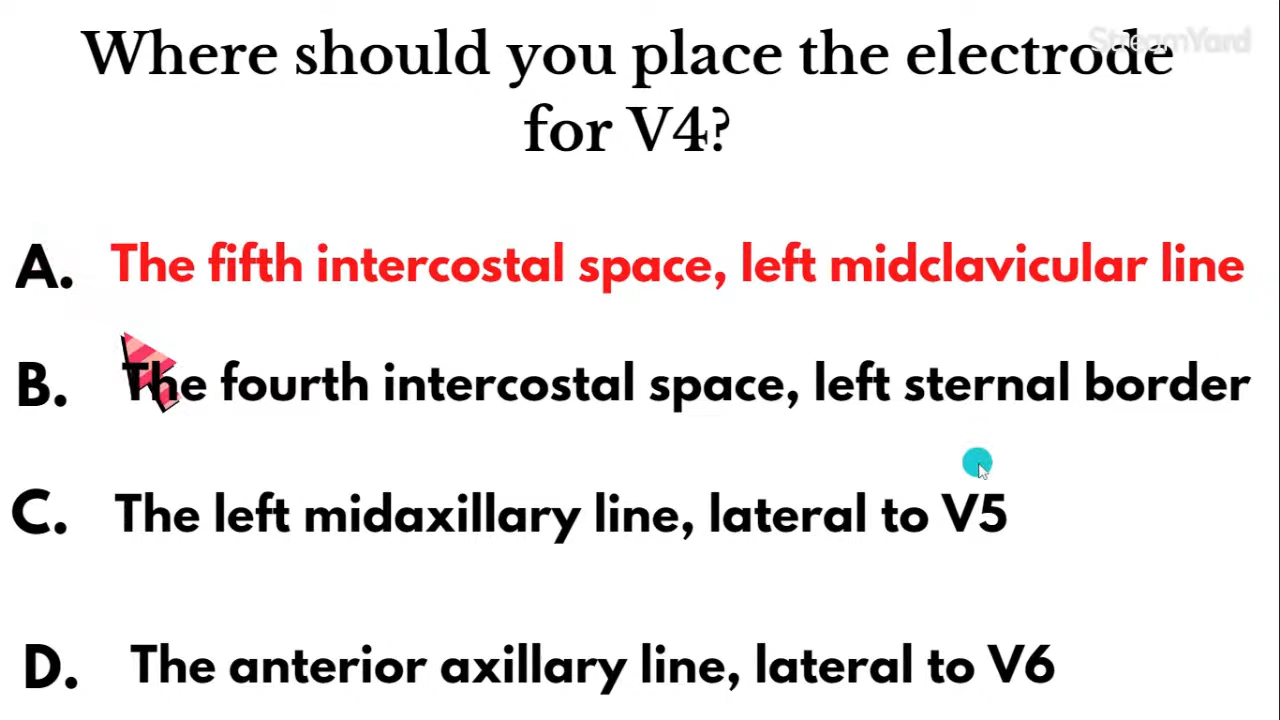 StreamYard
Where should you place the electrode
for V4?
A. The fifth intercostal space, left midclavicular line
B. The fourth intercostal space, left sternal border
C. The left midaxillary line, lateral to V5
D. The anterior axillary line, lateral to V6